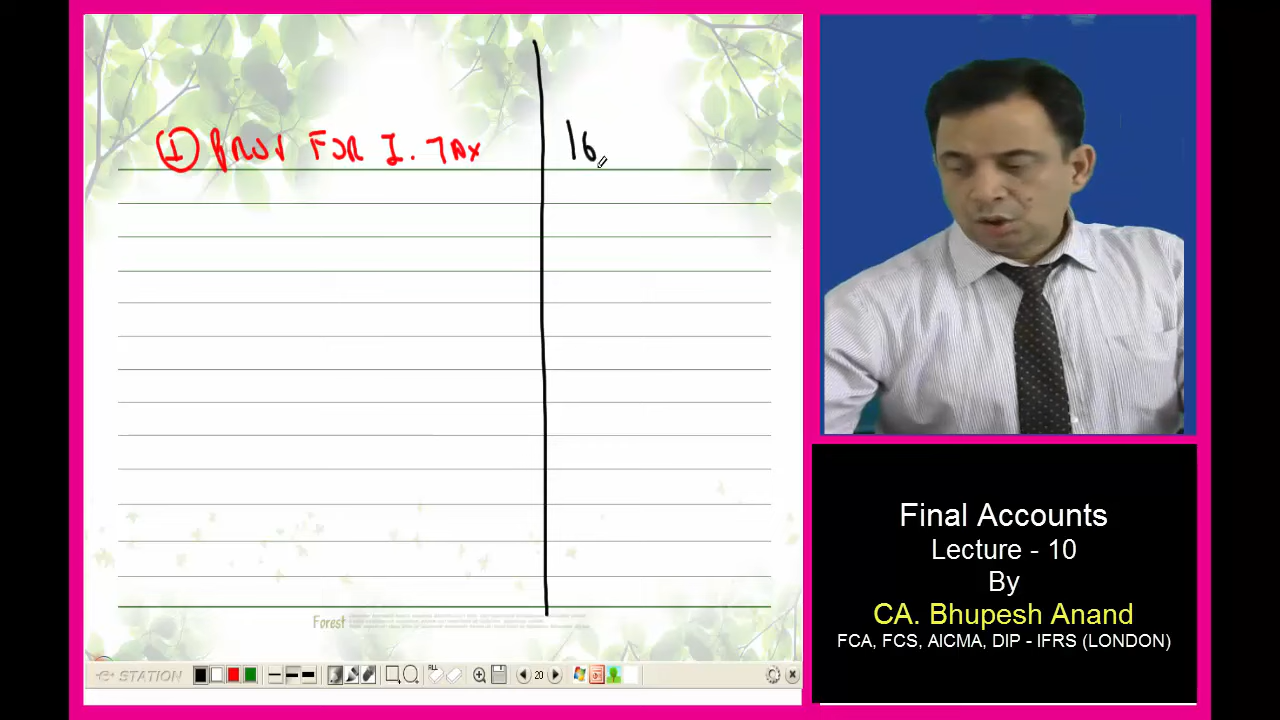 ① PROV FOR I. TAX
16
Forest
STATION
ALL
20
Final Accounts
Lecture - 10
By
CA. Bhupesh Anand
FCA, FCS, AICMA, DIP - IFRS (LONDON)